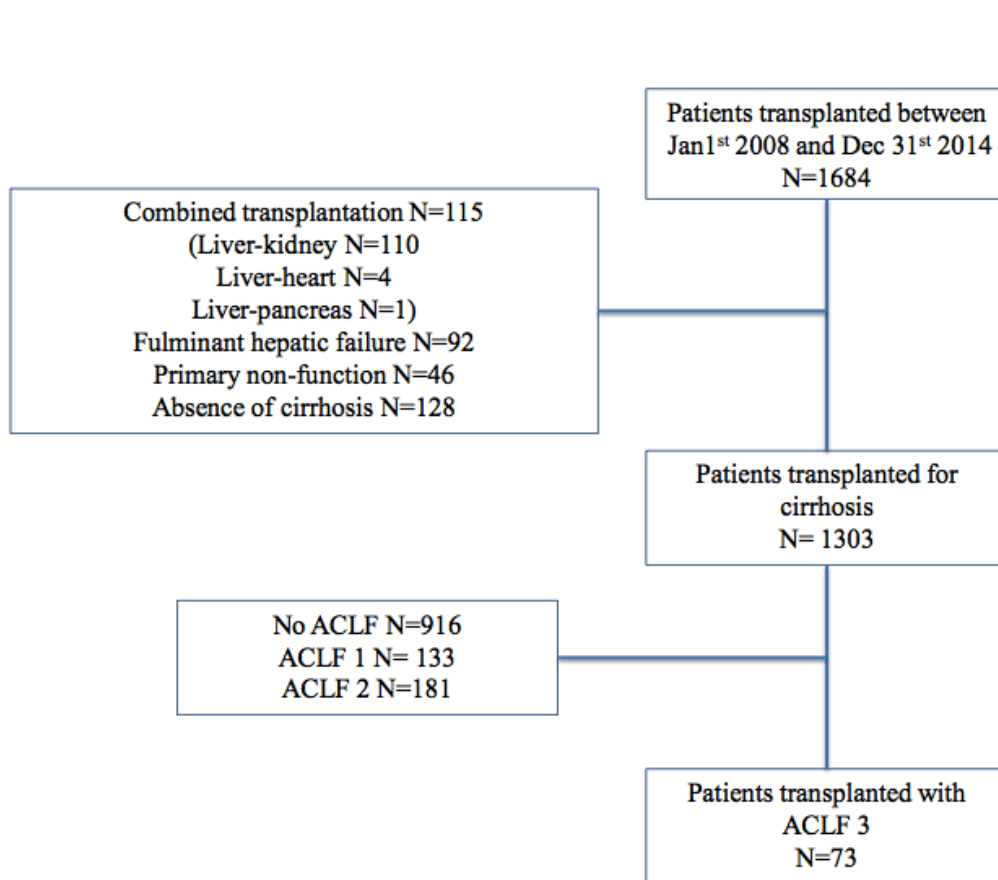 Patients transplanted between
Jan1st 2008 and Dec 31st 2014
N=1684
Combined transplantation N=115
(Liver-kidney N=110
Liver-heart N=4
Liver-pancreas N=1)
Fulminant hepatic failure N=92
Primary non-function N=46
Absence of cirrhosis N=128
Patients transplanted for
cirrhosis
N= 1303
No ACLF N=916
ACLF 1 N= 133
ACLF 2 N=181
Patients transplanted with
ACLF 3
N=73